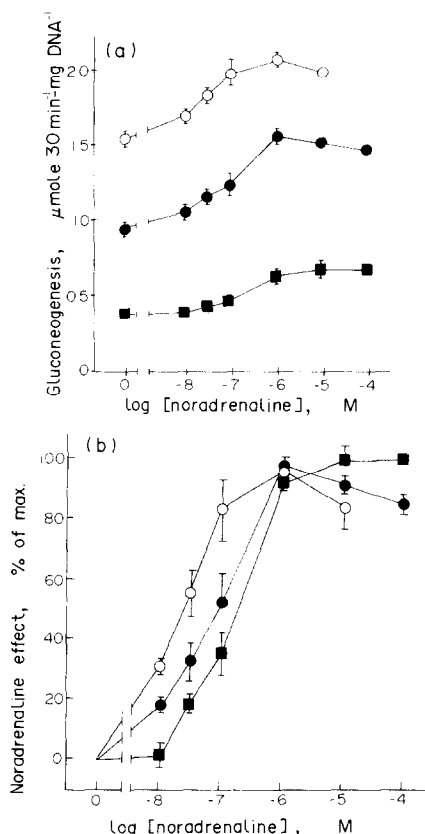 (a)
Gluconeogenesis, μmole 30 min⁻¹ mg DNA⁻¹
2.0
1.5
1.0
0.5
0
0 -8 -7 -6 -5 -4
log [noradrenaline], M
(b)
Noradrenaline effect, % of max.
100
80
60
40
20
0
0 -8 -7 -6 -5 -4
log [noradrenaline], M